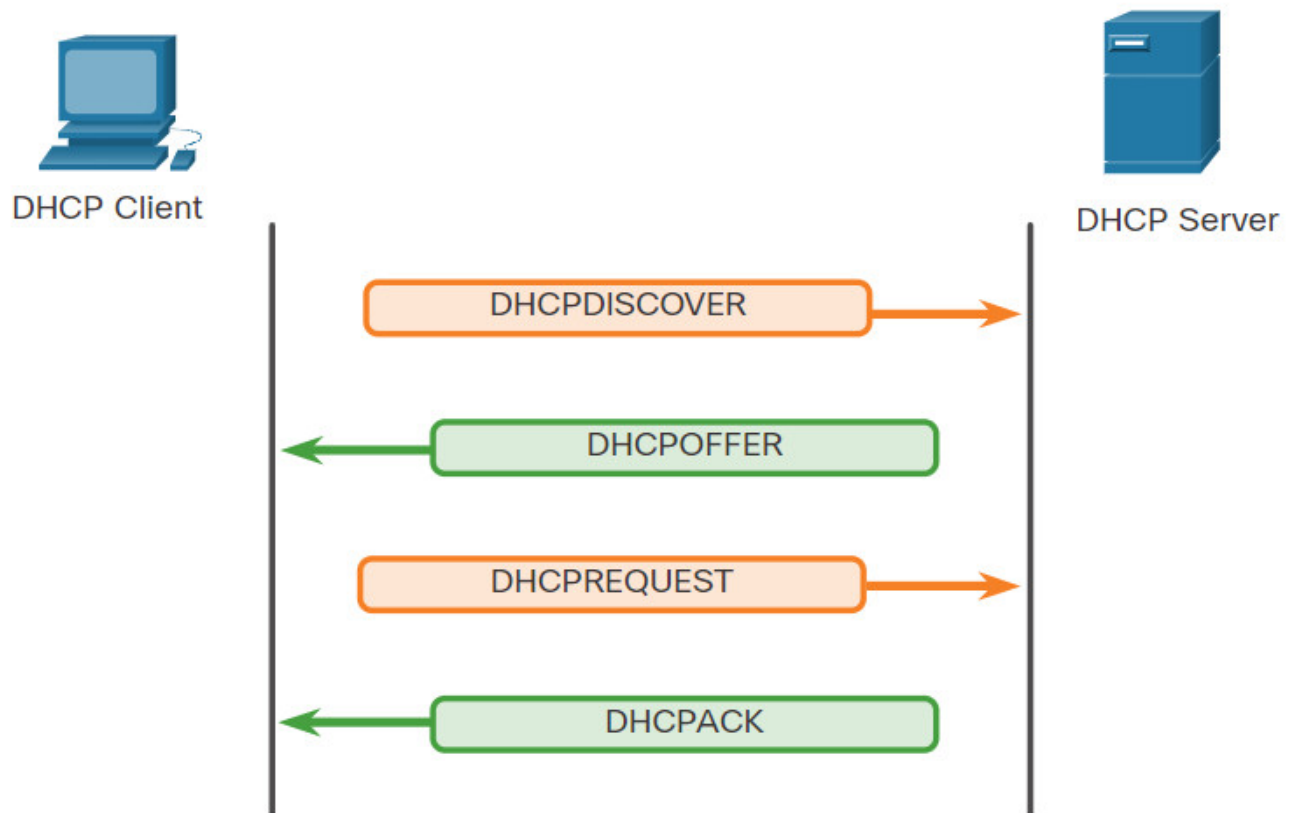 DHCP Client
DHCP Server
DHCPDISCOVER
DHCPOFFER
DHCPREQUEST
DHCPACK